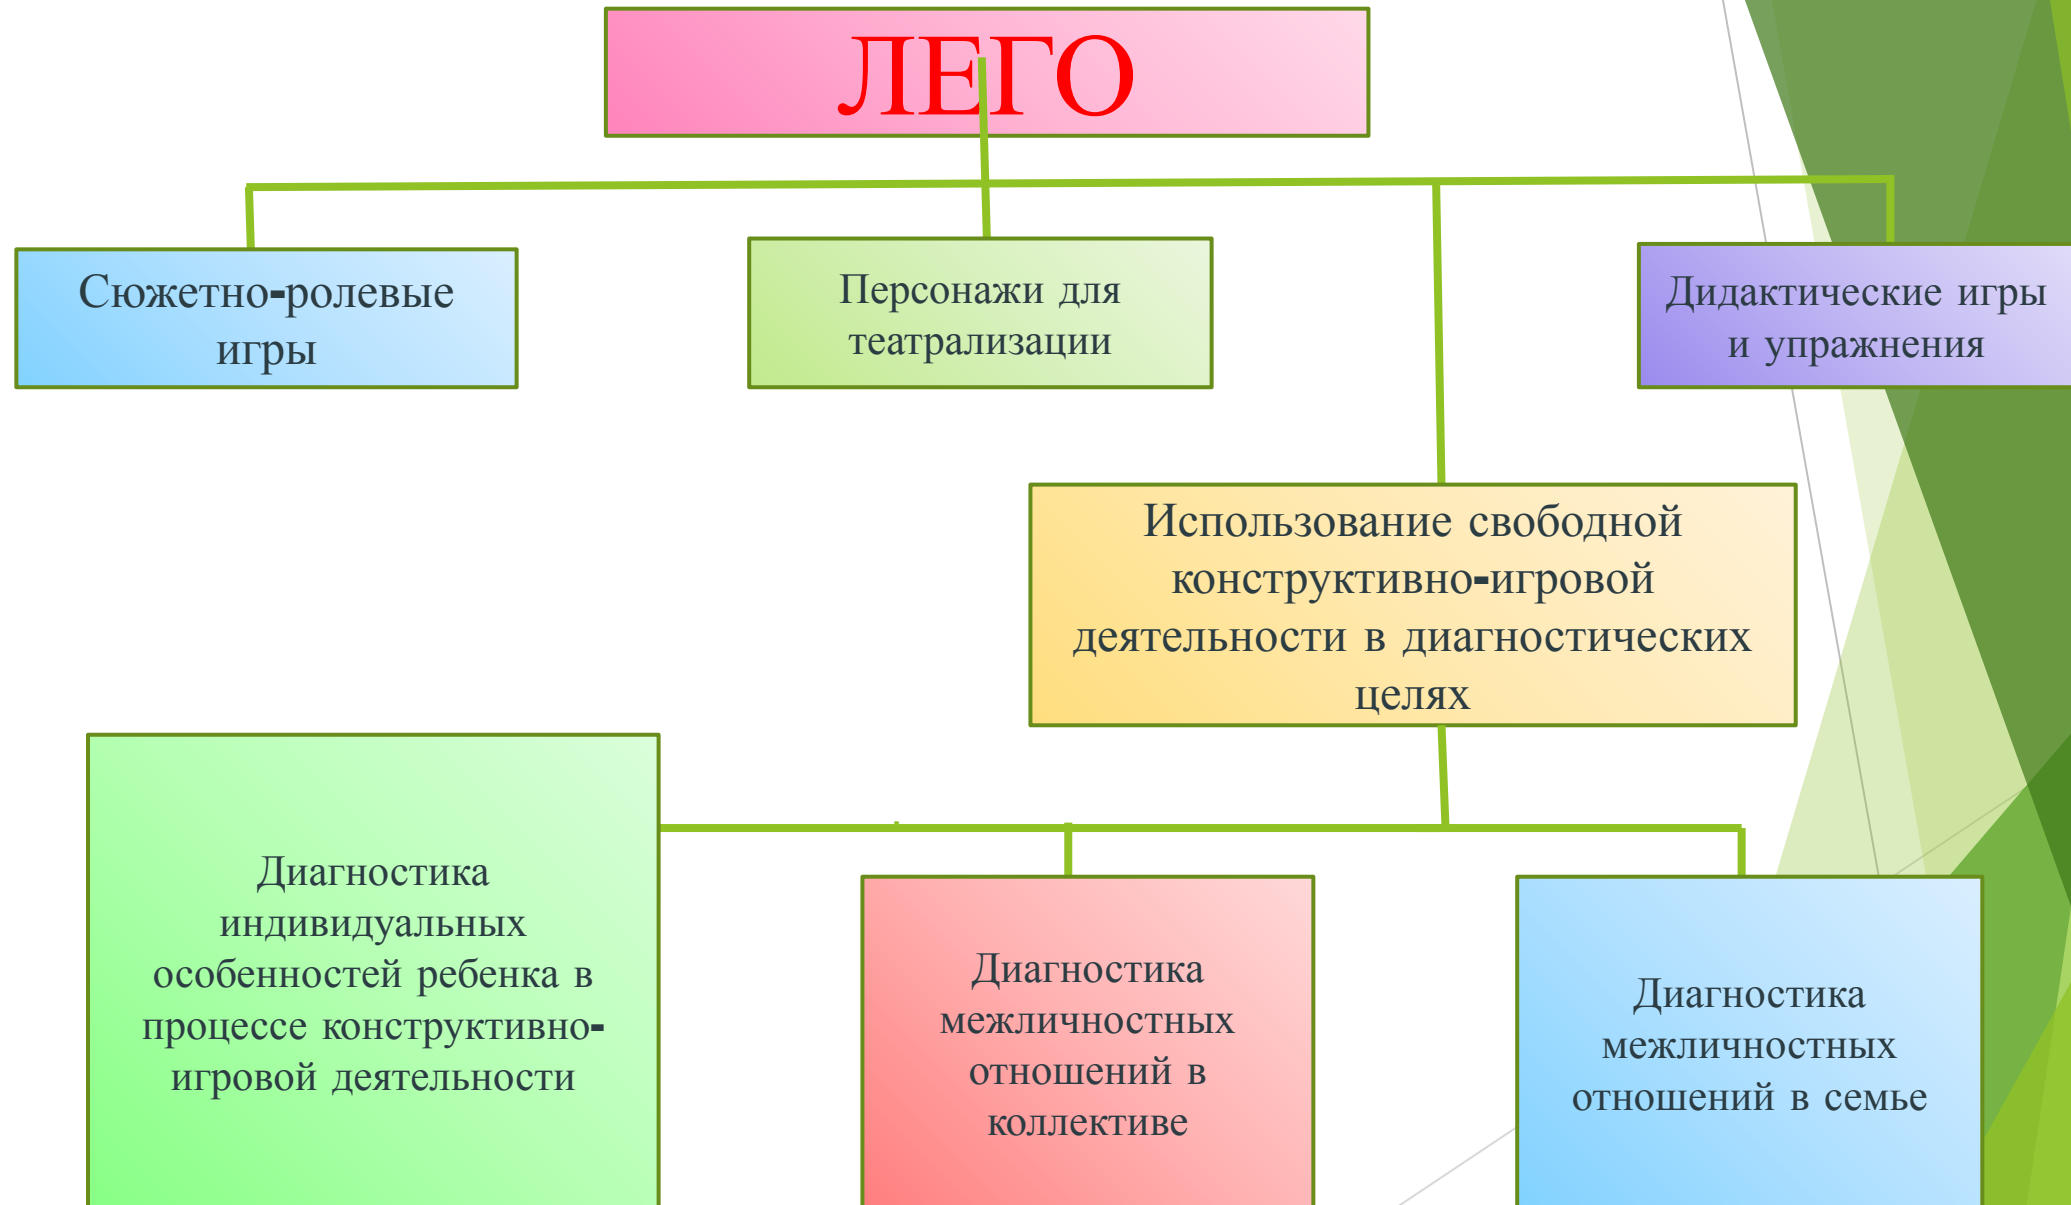 ЛЕГО
Сюжетно-ролевые
игры
Персонажи для
театрализации
Дидактические игры
и упражнения
Использование свободной
конструктивно-игровой
деятельности в диагностических
целях
Диагностика
индивидуальных
особенностей ребенка в
процессе конструктивно-
игровой деятельности
Диагностика
межличностных
отношений в
коллективе
Диагностика
межличностных
отношений в семье